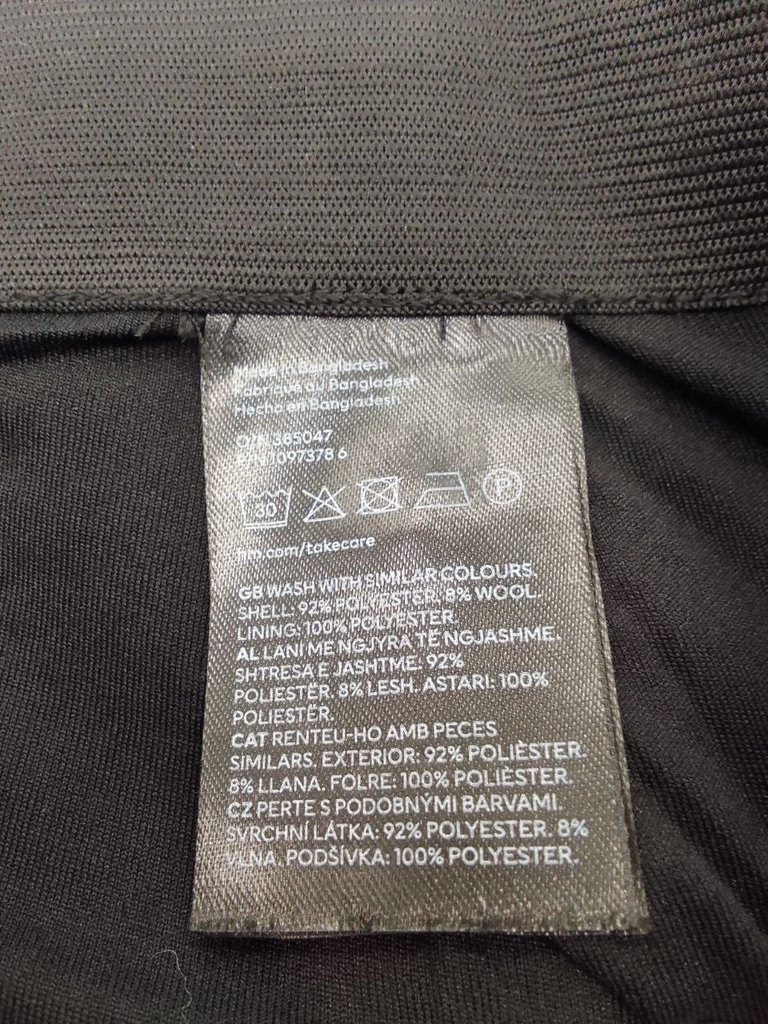 Made in Bangladesh
Fabriqué au Bangladesh
Hecho en Bangladesh
O/N 385047
1097378 6
30 P
hm.com/takecare
GB WASH WITH SIMILAR COLOURS.
SHELL: 92% POLYESTER. 8% WOOL.
LINING: 100% POLYESTER.
AL LANI ME NGJYRA TË NGJASHME.
SHTRESA E JASHTME: 92%
POLIESTËR. 8% LESH. ASTARI: 100%
POLIESTËR.
CAT RENTEU-HO AMB PECES
SIMILARS. EXTERIOR: 92% POLIÈSTER.
8% LLANA. FOLRE: 100% POLIÈSTER.
CZ PERTE S PODOBNÝMI BARVAMI.
SVRCHNÍ LÁTKA: 92% POLYESTER. 8%
VLNA. PODŠÍVKA: 100% POLYESTER.